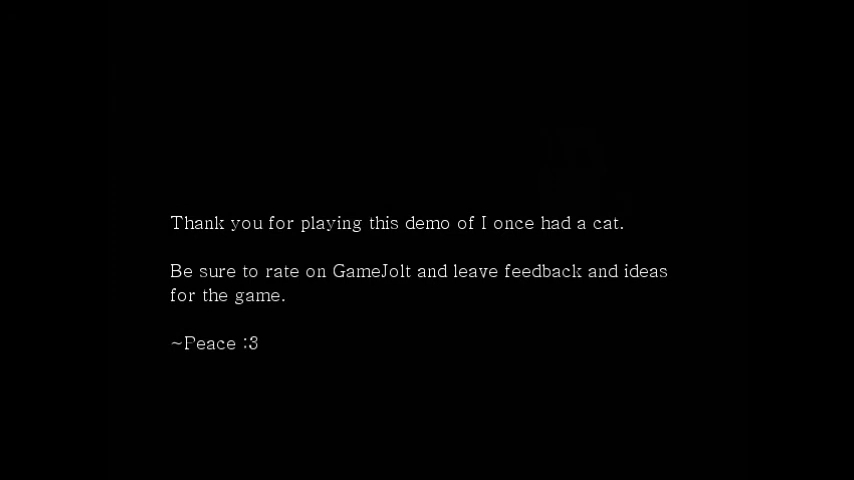 Thank you for playing this demo of I once had a cat.
Be sure to rate on GameJolt and leave feedback and ideas
for the game.
~Peace :3